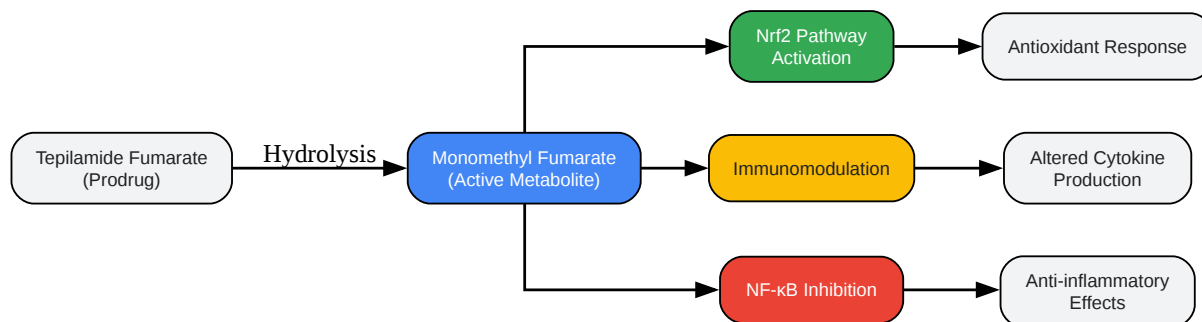 Tepilamide Fumarate
(Prodrug)
Hydrolysis
Monomethyl Fumarate
(Active Metabolite)
Nrf2 Pathway
Activation
Antioxidant Response
Immunomodulation
Altered Cytokine
Production
NF-κB Inhibition
Anti-inflammatory
Effects